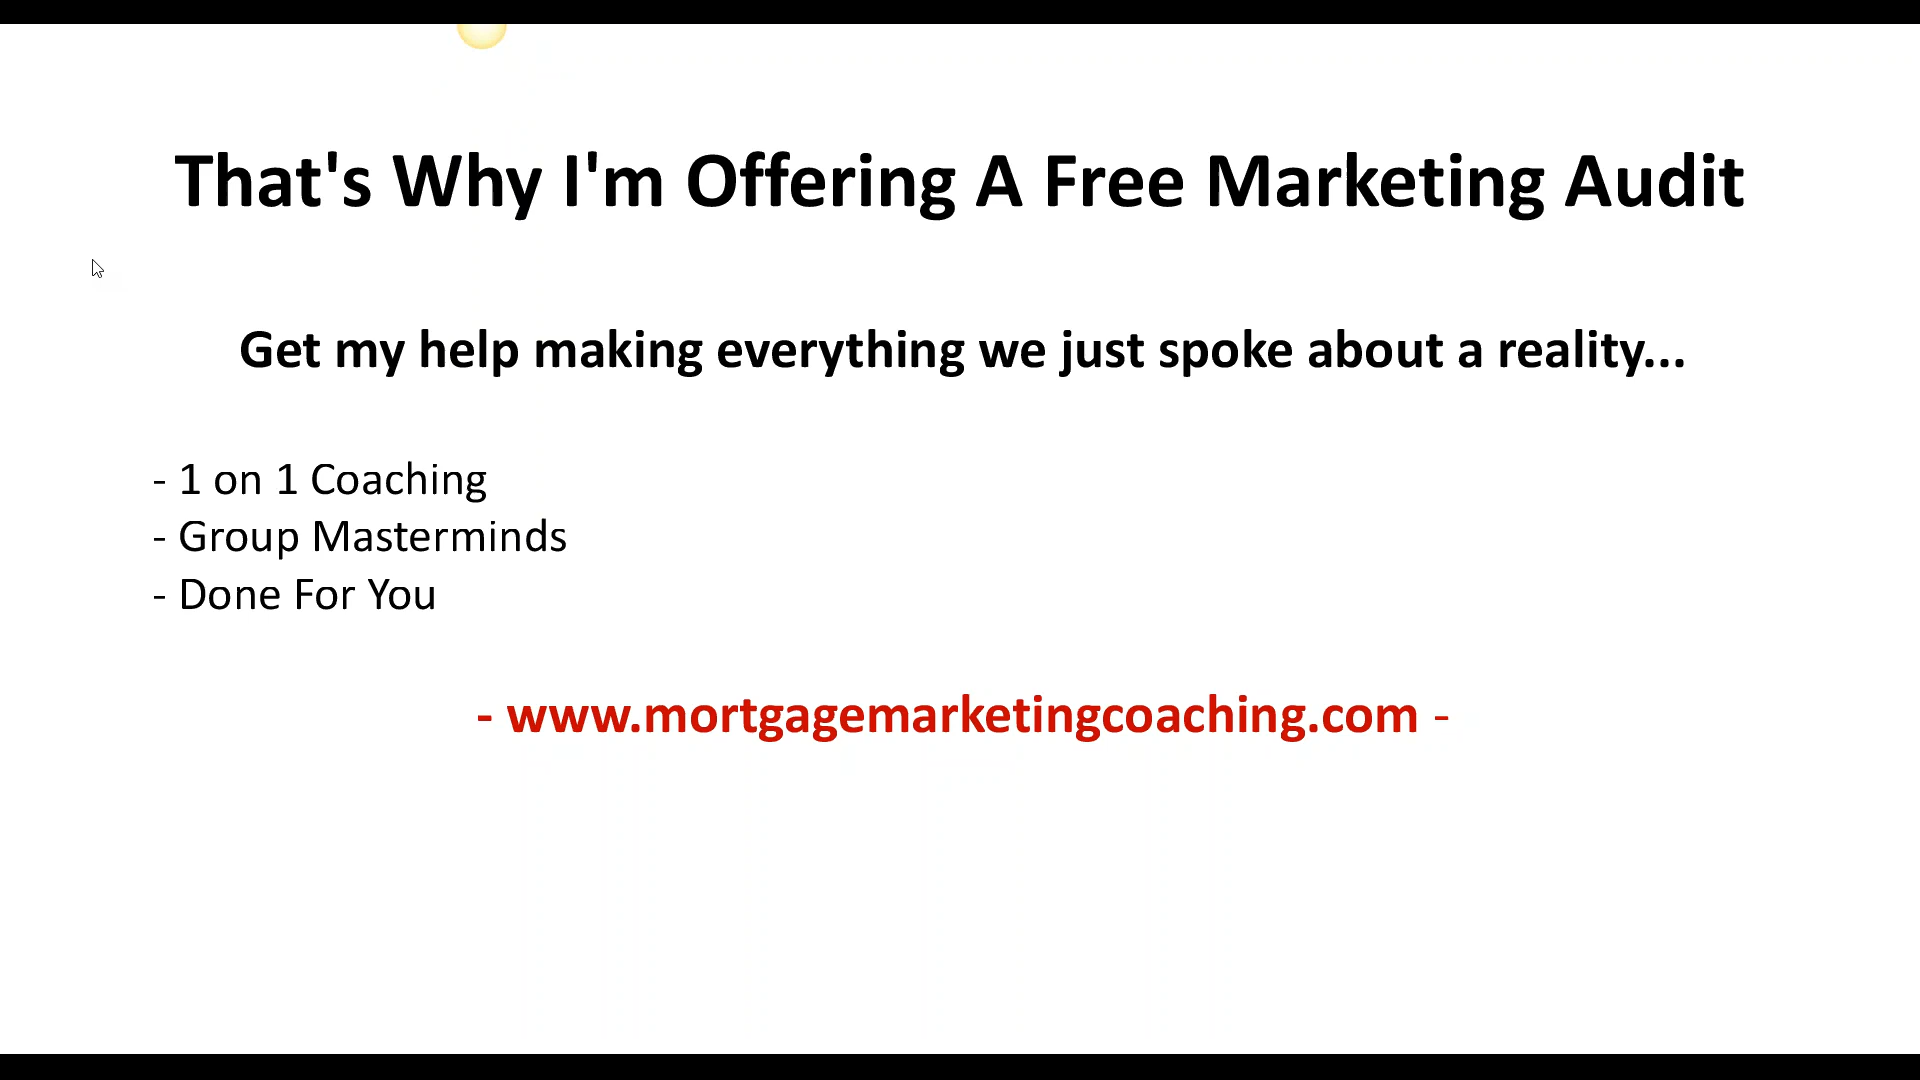 That's Why I'm Offering A Free Marketing Audit
Get my help making everything we just spoke about a reality...
- 1 on 1 Coaching
- Group Masterminds
- Done For You
- www.mortgagemarketingcoaching.com -